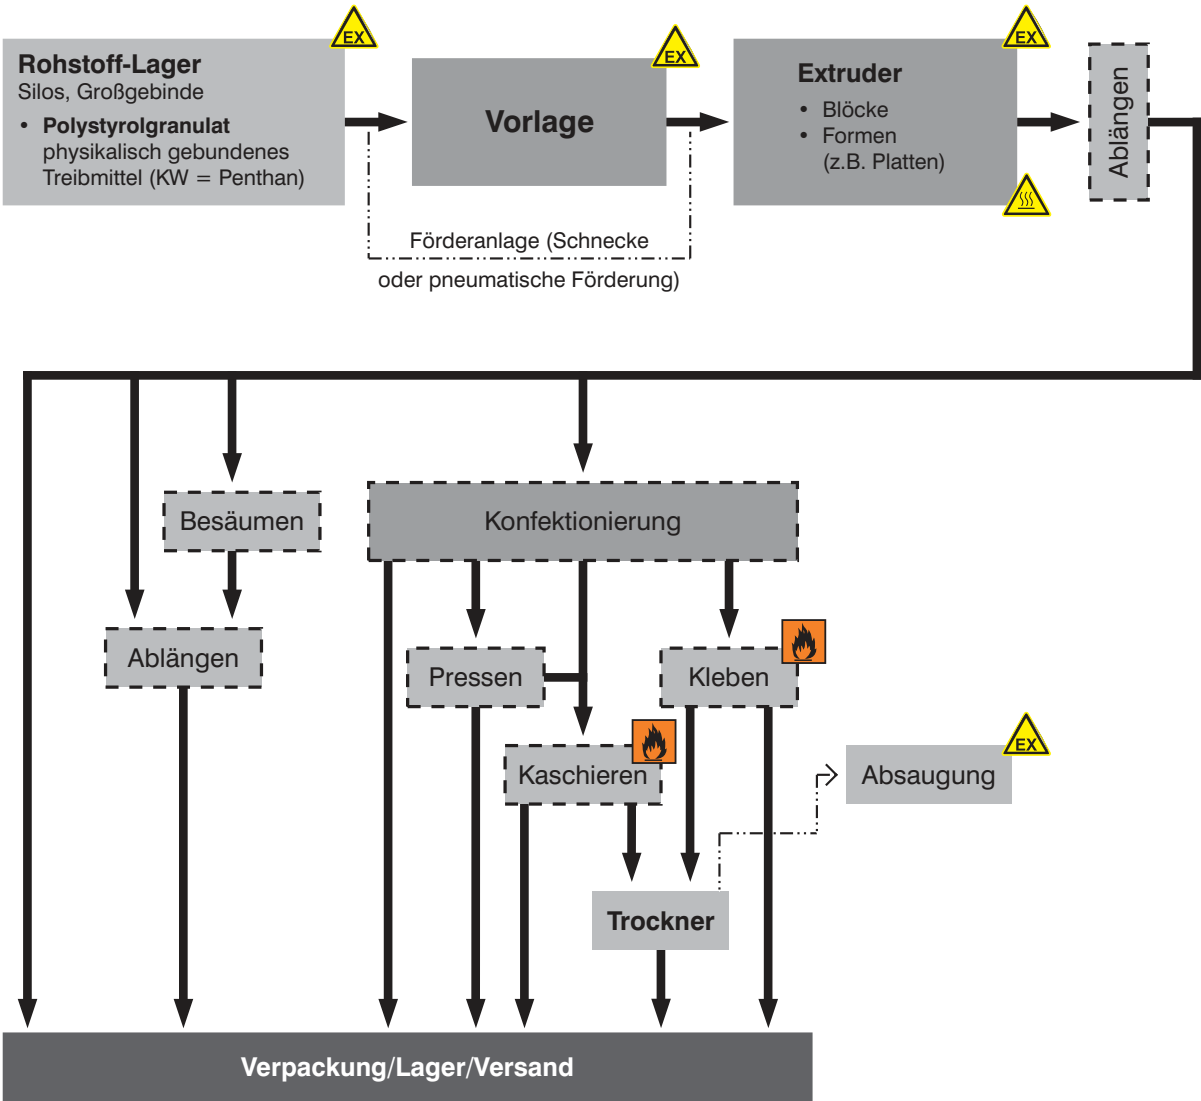 EX
Rohstoff-Lager
Silos, Großgebinde
• Polystyrolgranulat
physikalisch gebundenes
Treibmittel (KW = Penthan)
EX
Vorlage
EX
Extruder
• Blöcke
• Formen
(z.B. Platten)
Ablängen
Förderanlage (Schnecke
oder pneumatische Förderung)
Besäumen
Konfektionierung
Ablängen
Pressen
Kleben
Kaschieren
EX
Absaugung
Trockner
Verpackung/Lager/Versand